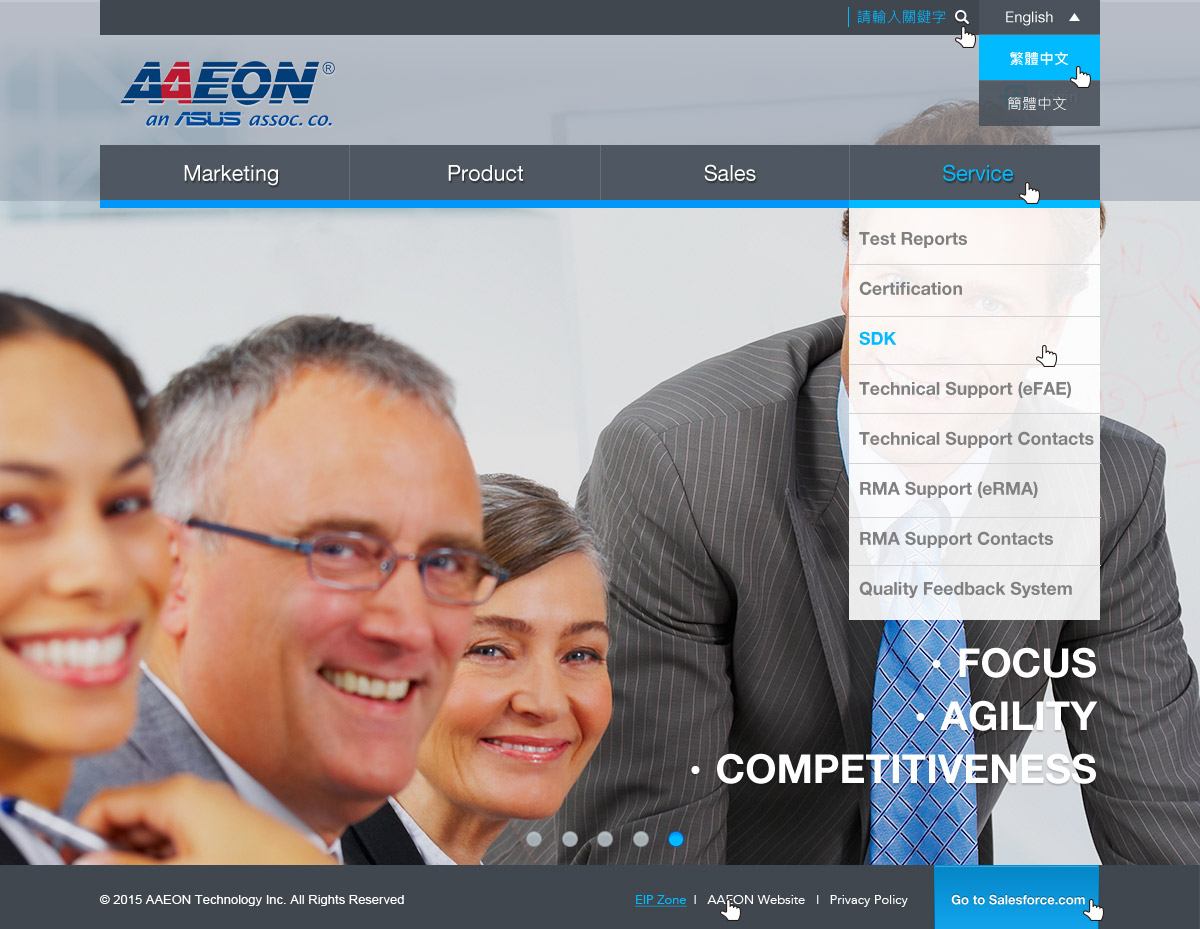 請輸入關鍵字
English
繁體中文
簡體中文
AAEON®
an ASUS assoc. co.
Marketing
Product
Sales
Service
Test Reports
Certification
SDK
Technical Support (eFAE)
Technical Support Contacts
RMA Support (eRMA)
RMA Support Contacts
Quality Feedback System
• FOCUS
• AGILITY
• COMPETITIVENESS
© 2015 AAEON Technology Inc. All Rights Reserved
EIP Zone I AAEON Website I Privacy Policy
Go to Salesforce.com